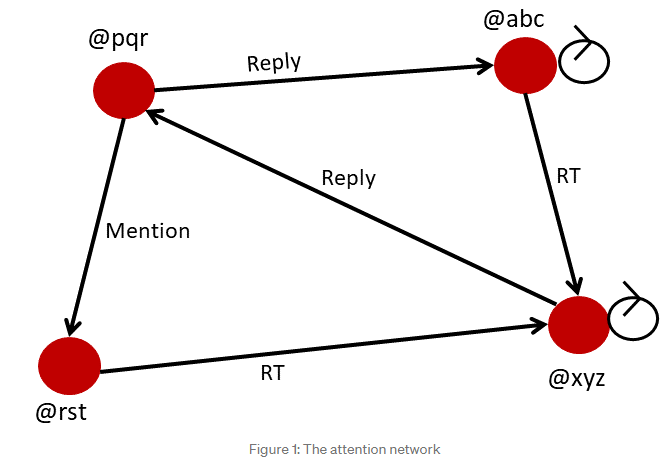 @abc
@pqr
Reply
Reply
RT
Mention
RT
@xyz
@rst
Figure 1: The attention network